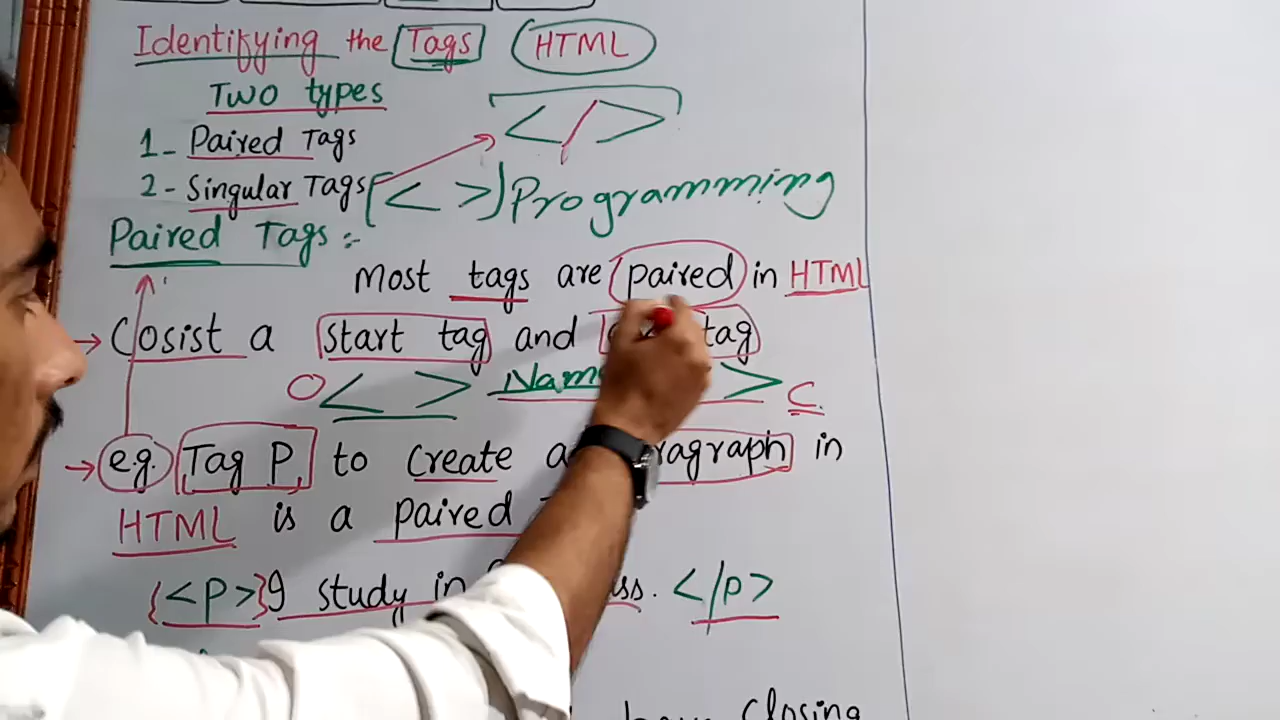 Identifying the Tags HTML
Two types
1- Paired Tags
</>
2- Singular Tags < > Programming
Paired Tags :-
Most tags are paired in HTML
Cosist a start tag and tag
O < > > C.
e.g. Tag P, to create in
HTML is a paired
<P> I study in . </p>
closing